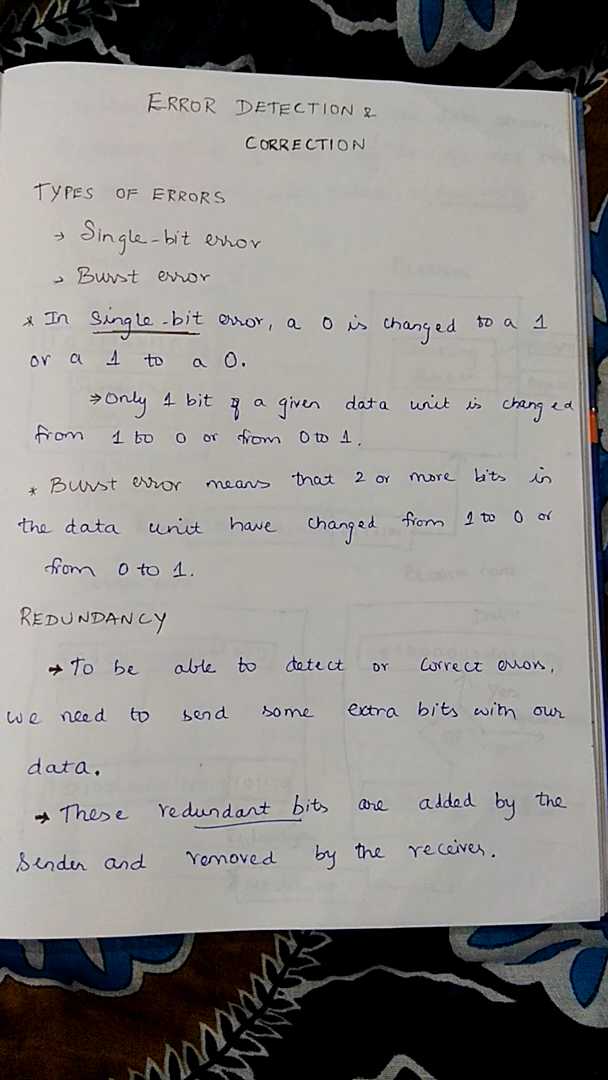 ERROR DETECTION &
CORRECTION
TYPES OF ERRORS
→ Single-bit error
→ Burst error
* In Single-bit error, a 0 is changed to a 1
or a 1 to a 0.
⇒ Only 1 bit of a given data unit is changed
from 1 to 0 or from 0 to 1.
* Burst error means that 2 or more bits in
the data unit have changed from 1 to 0 or
from 0 to 1.
REDUNDANCY
→ To be able to detect or correct errors,
we need to send some extra bits with our
data.
→ These redundant bits are added by the
Sender and removed by the receiver.